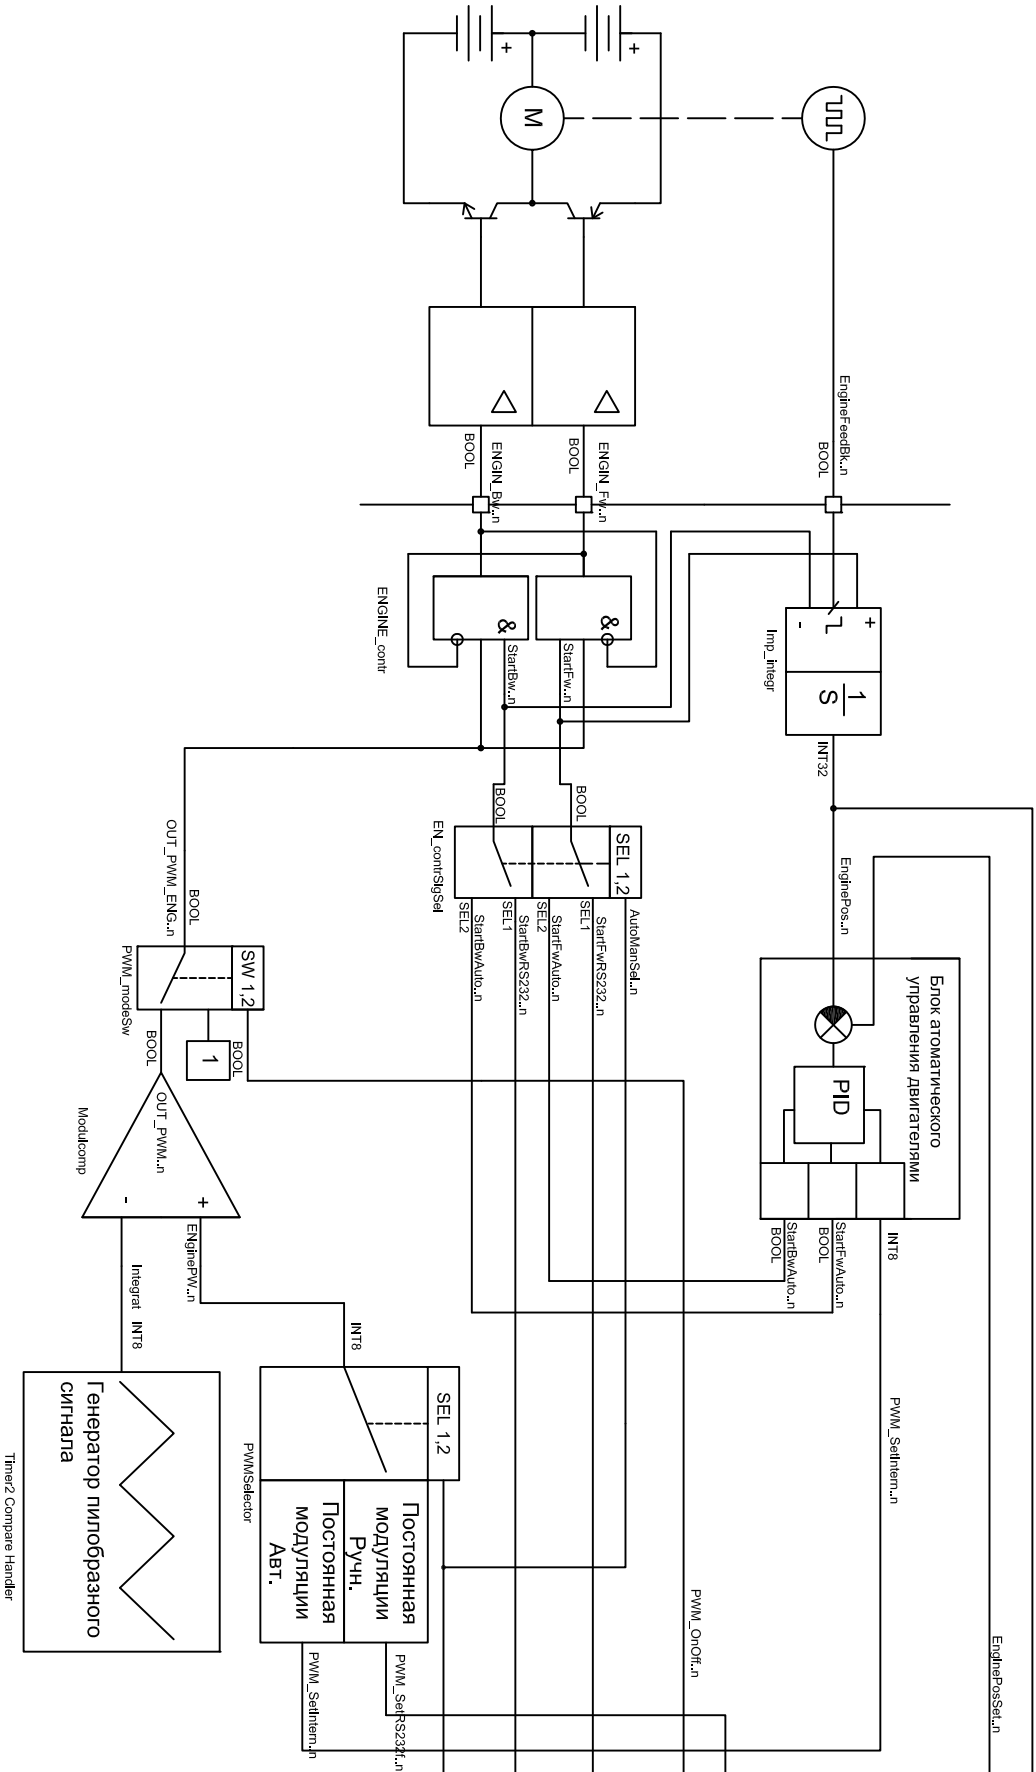 M
+
+
EngineFeedBk..n
BOOL
ENGIN_Fw..n
BOOL
ENGIN_Bw..n
BOOL
ENGINE_contr
&
&
StartFw..n
StartBw..n
+
-
1
S
Imp_integr
INT32
EnginePos..n
BOOL
BOOL
SEL 1,2
EN_contrSigSel
AutoManSel..n
StartFwRS232..n
SEL1
StartFwAuto..n
SEL2
StartBwRS232..n
SEL1
StartBwAuto..n
SEL2
Блок атоматического
управления двигателями
PID
INT8
StartFwAuto..n
BOOL
StartBwAuto..n
BOOL
OUT_PWM_ENG..n
BOOL
SW 1,2
PWM_modeSw
BOOL
1
BOOL
OUT_PWM..n
Modulcomp
+
-
ENginePW..n
Integrat INT8
INT8
SEL 1,2
PWMSelector
Постоянная
модуляции
Ручн.
Постоянная
модуляции
Авт.
Генератор пилобразного
сигнала
Timer2 Compare Handler
PWM_SetIntern..n
PWM_OnOff..n
PWM_SetRS232f..n
PWM_SetIntern..n
EnginePosSet..n